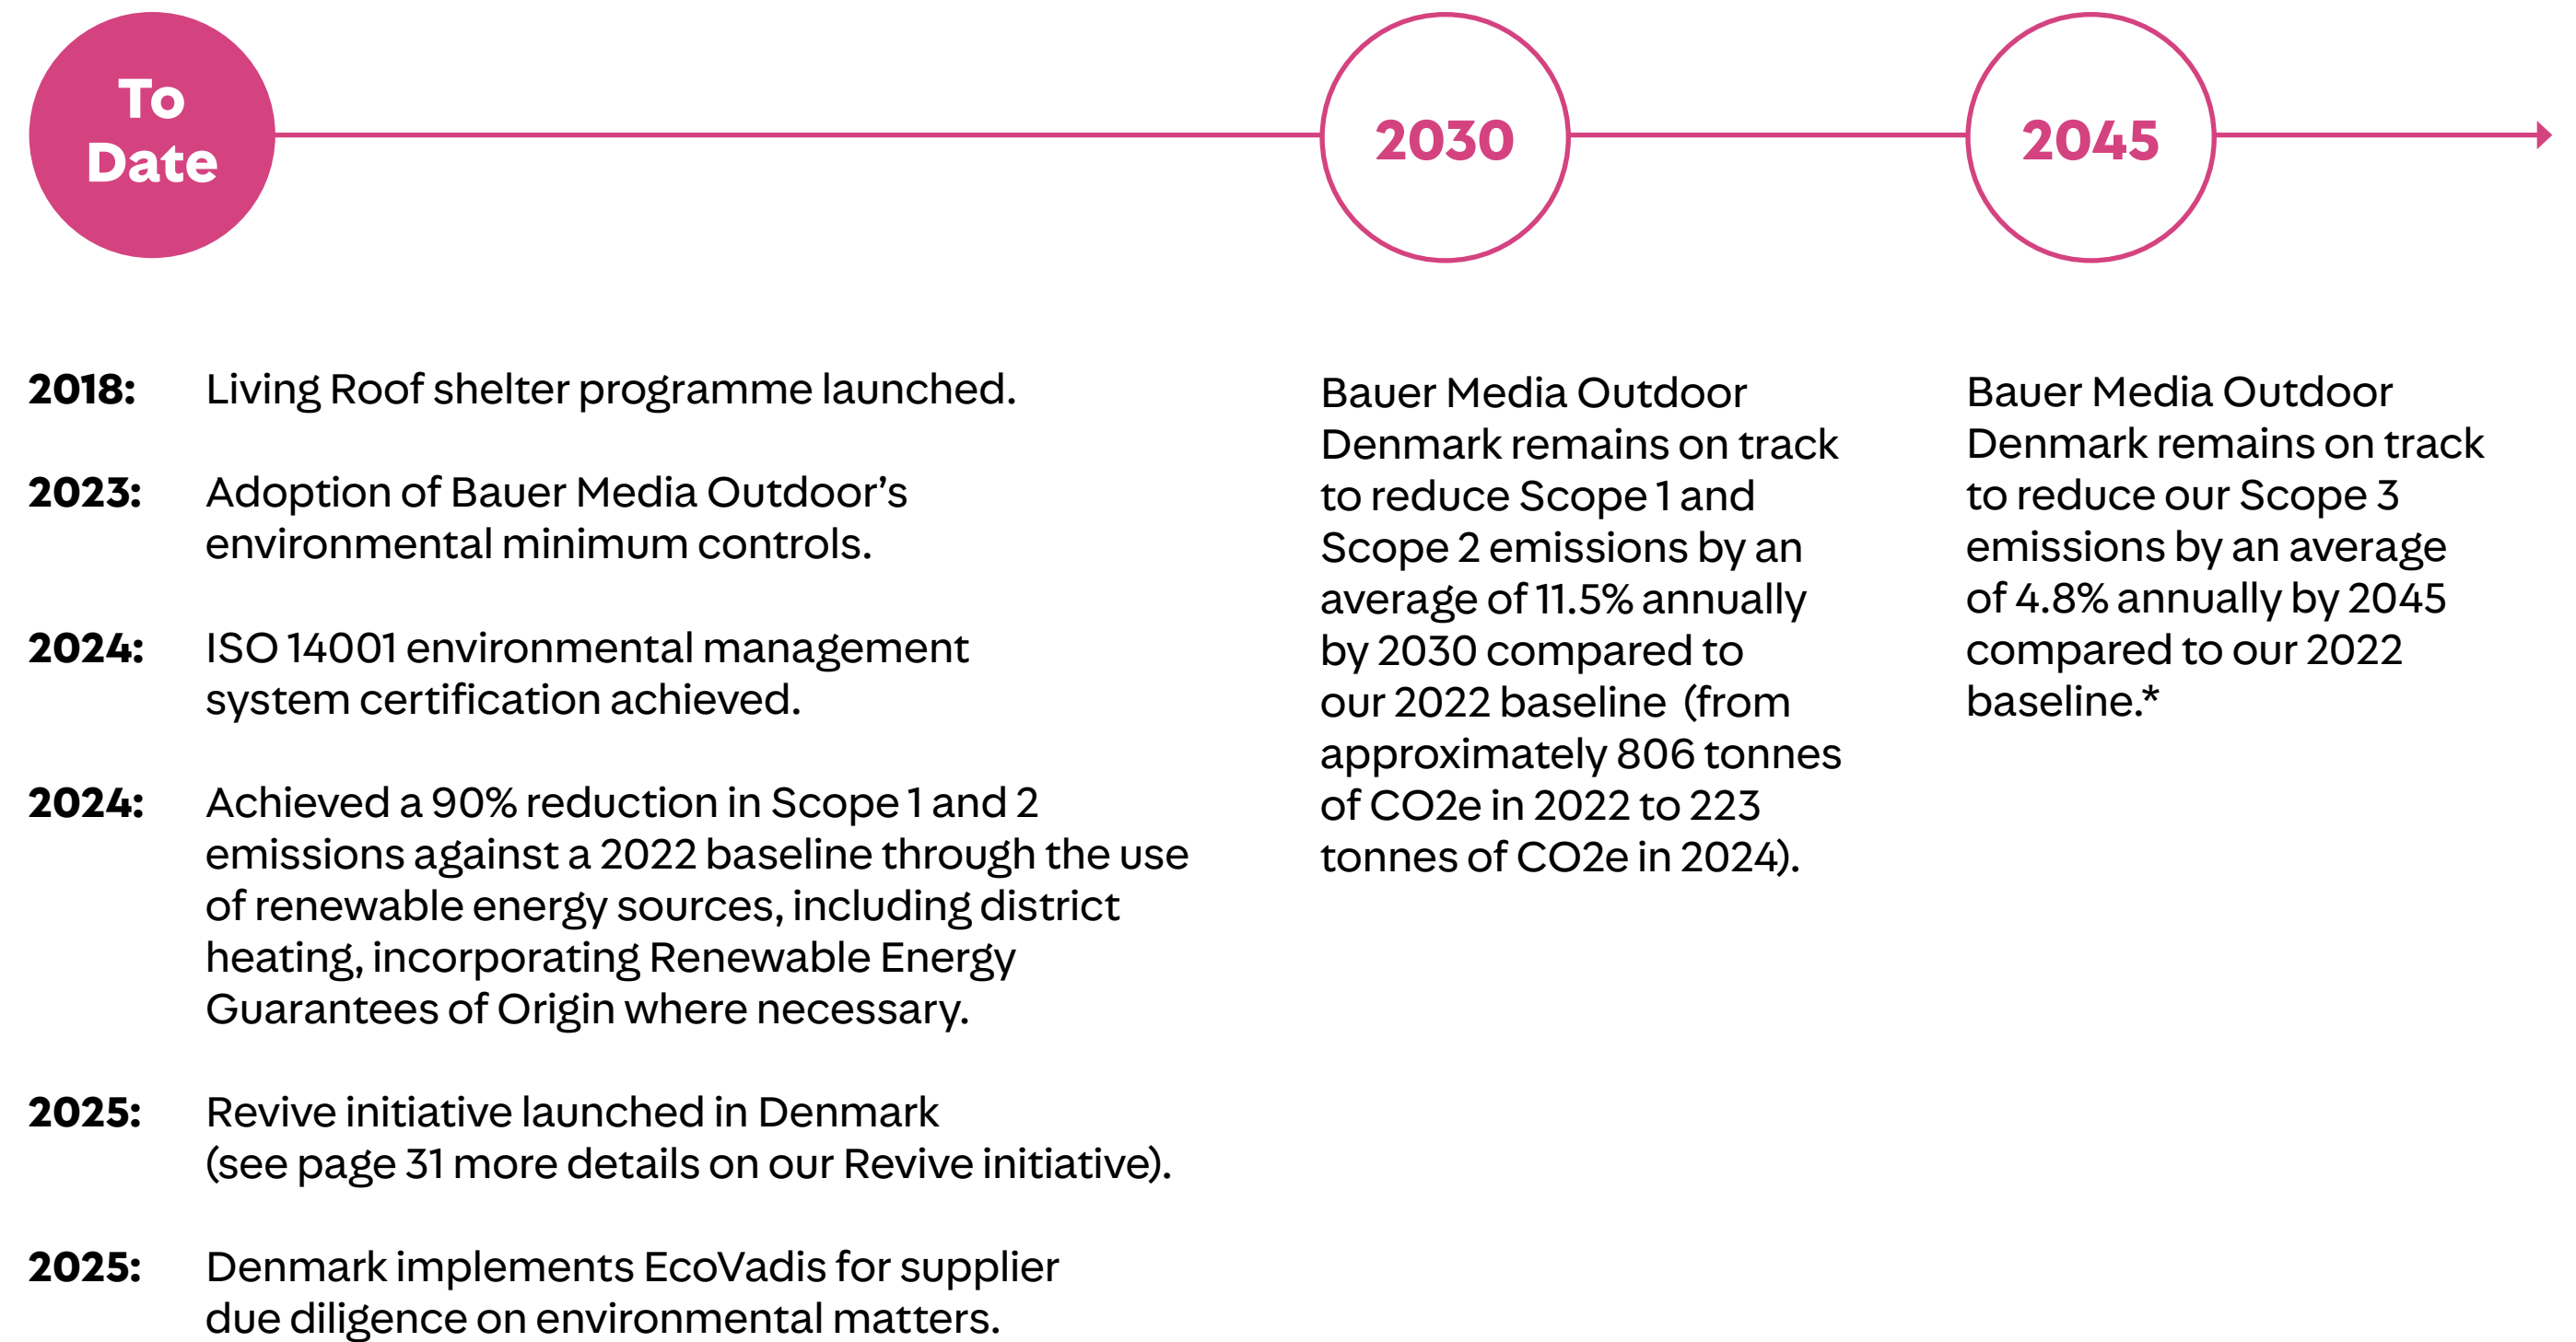 To
Date
2030
2045
2018: Living Roof shelter programme launched.
2023: Adoption of Bauer Media Outdoor’s
environmental minimum controls.
2024: ISO 14001 environmental management
system certification achieved.
2024: Achieved a 90% reduction in Scope 1 and 2
emissions against a 2022 baseline through the use
of renewable energy sources, including district
heating, incorporating Renewable Energy
Guarantees of Origin where necessary.
2025: Revive initiative launched in Denmark
(see page 31 more details on our Revive initiative).
2025: Denmark implements EcoVadis for supplier
due diligence on environmental matters.
Bauer Media Outdoor
Denmark remains on track
to reduce Scope 1 and
Scope 2 emissions by an
average of 11.5% annually
by 2030 compared to
our 2022 baseline (from
approximately 806 tonnes
of CO2e in 2022 to 223
tonnes of CO2e in 2024).
Bauer Media Outdoor
Denmark remains on track
to reduce our Scope 3
emissions by an average
of 4.8% annually by 2045
compared to our 2022
baseline.*